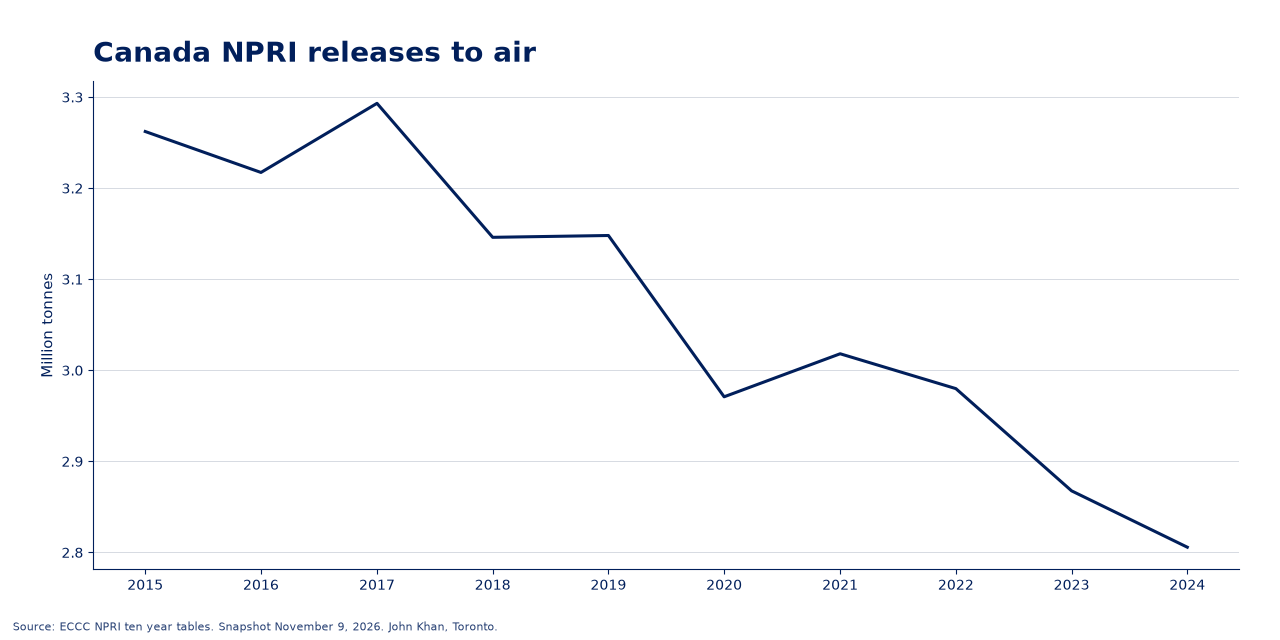 Canada NPRI releases to air
Million tonnes
3.3
3.2
3.1
3.0
2.9
2.8
2015 2016 2017 2018 2019 2020 2021 2022 2023 2024
Source: ECCC NPRI ten year tables. Snapshot November 9, 2026. John Khan, Toronto.